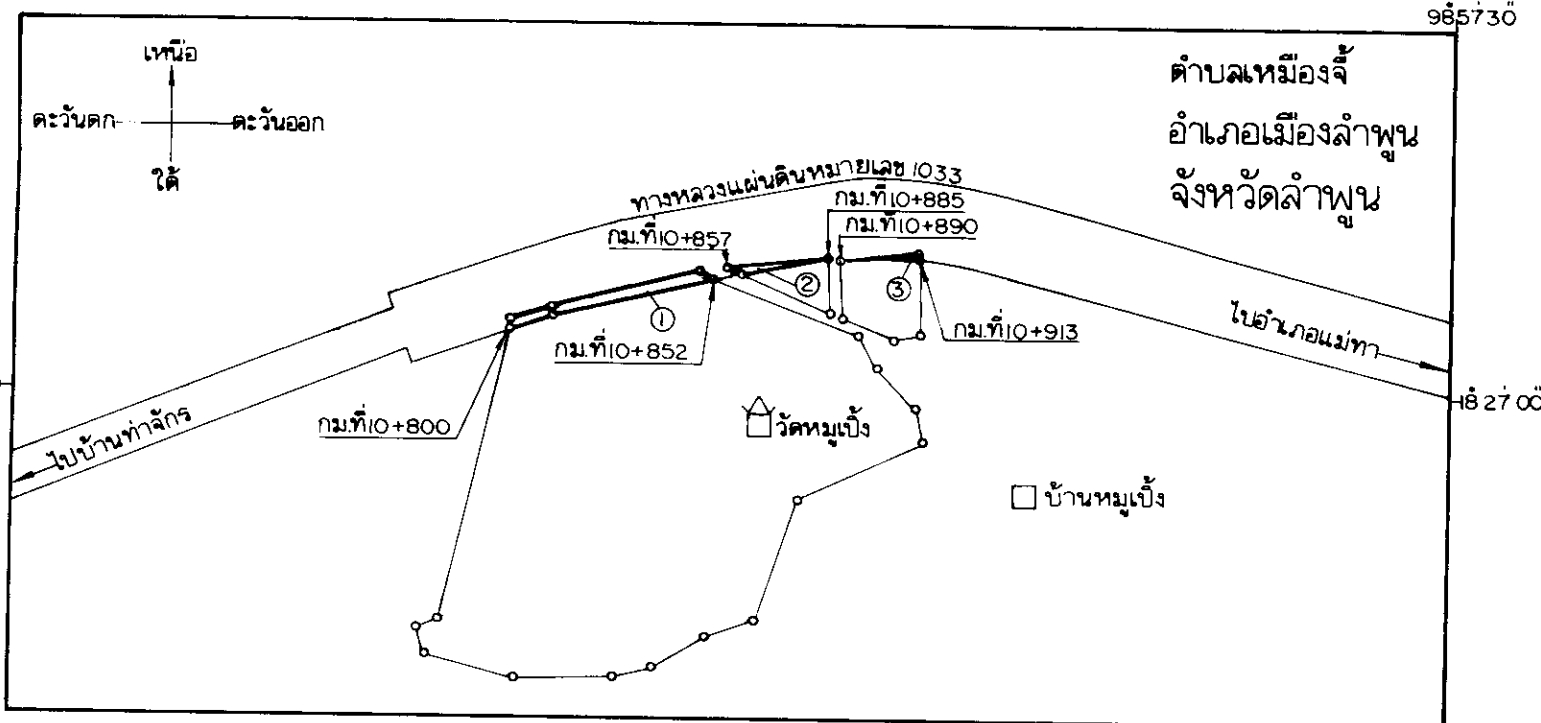 98°57′30″
เหนือ
ตะวันตก
ตะวันออก
ใต้
ตำบลเหมืองจี้
อำเภอเมืองลำพูน
จังหวัดลำพูน
ทางหลวงแผ่นดินหมายเลข 1033
กม.ที่10+885
กม.ที่10+890
กม.ที่10+857
②
③
①
กม.ที่10+913
กม.ที่10+852
ไปอำเภอแม่ทา
18°27′00″
กม.ที่10+800
วัดหมูเปิ้ง
ไปบ้านท่าจักร
บ้านหมูเปิ้ง